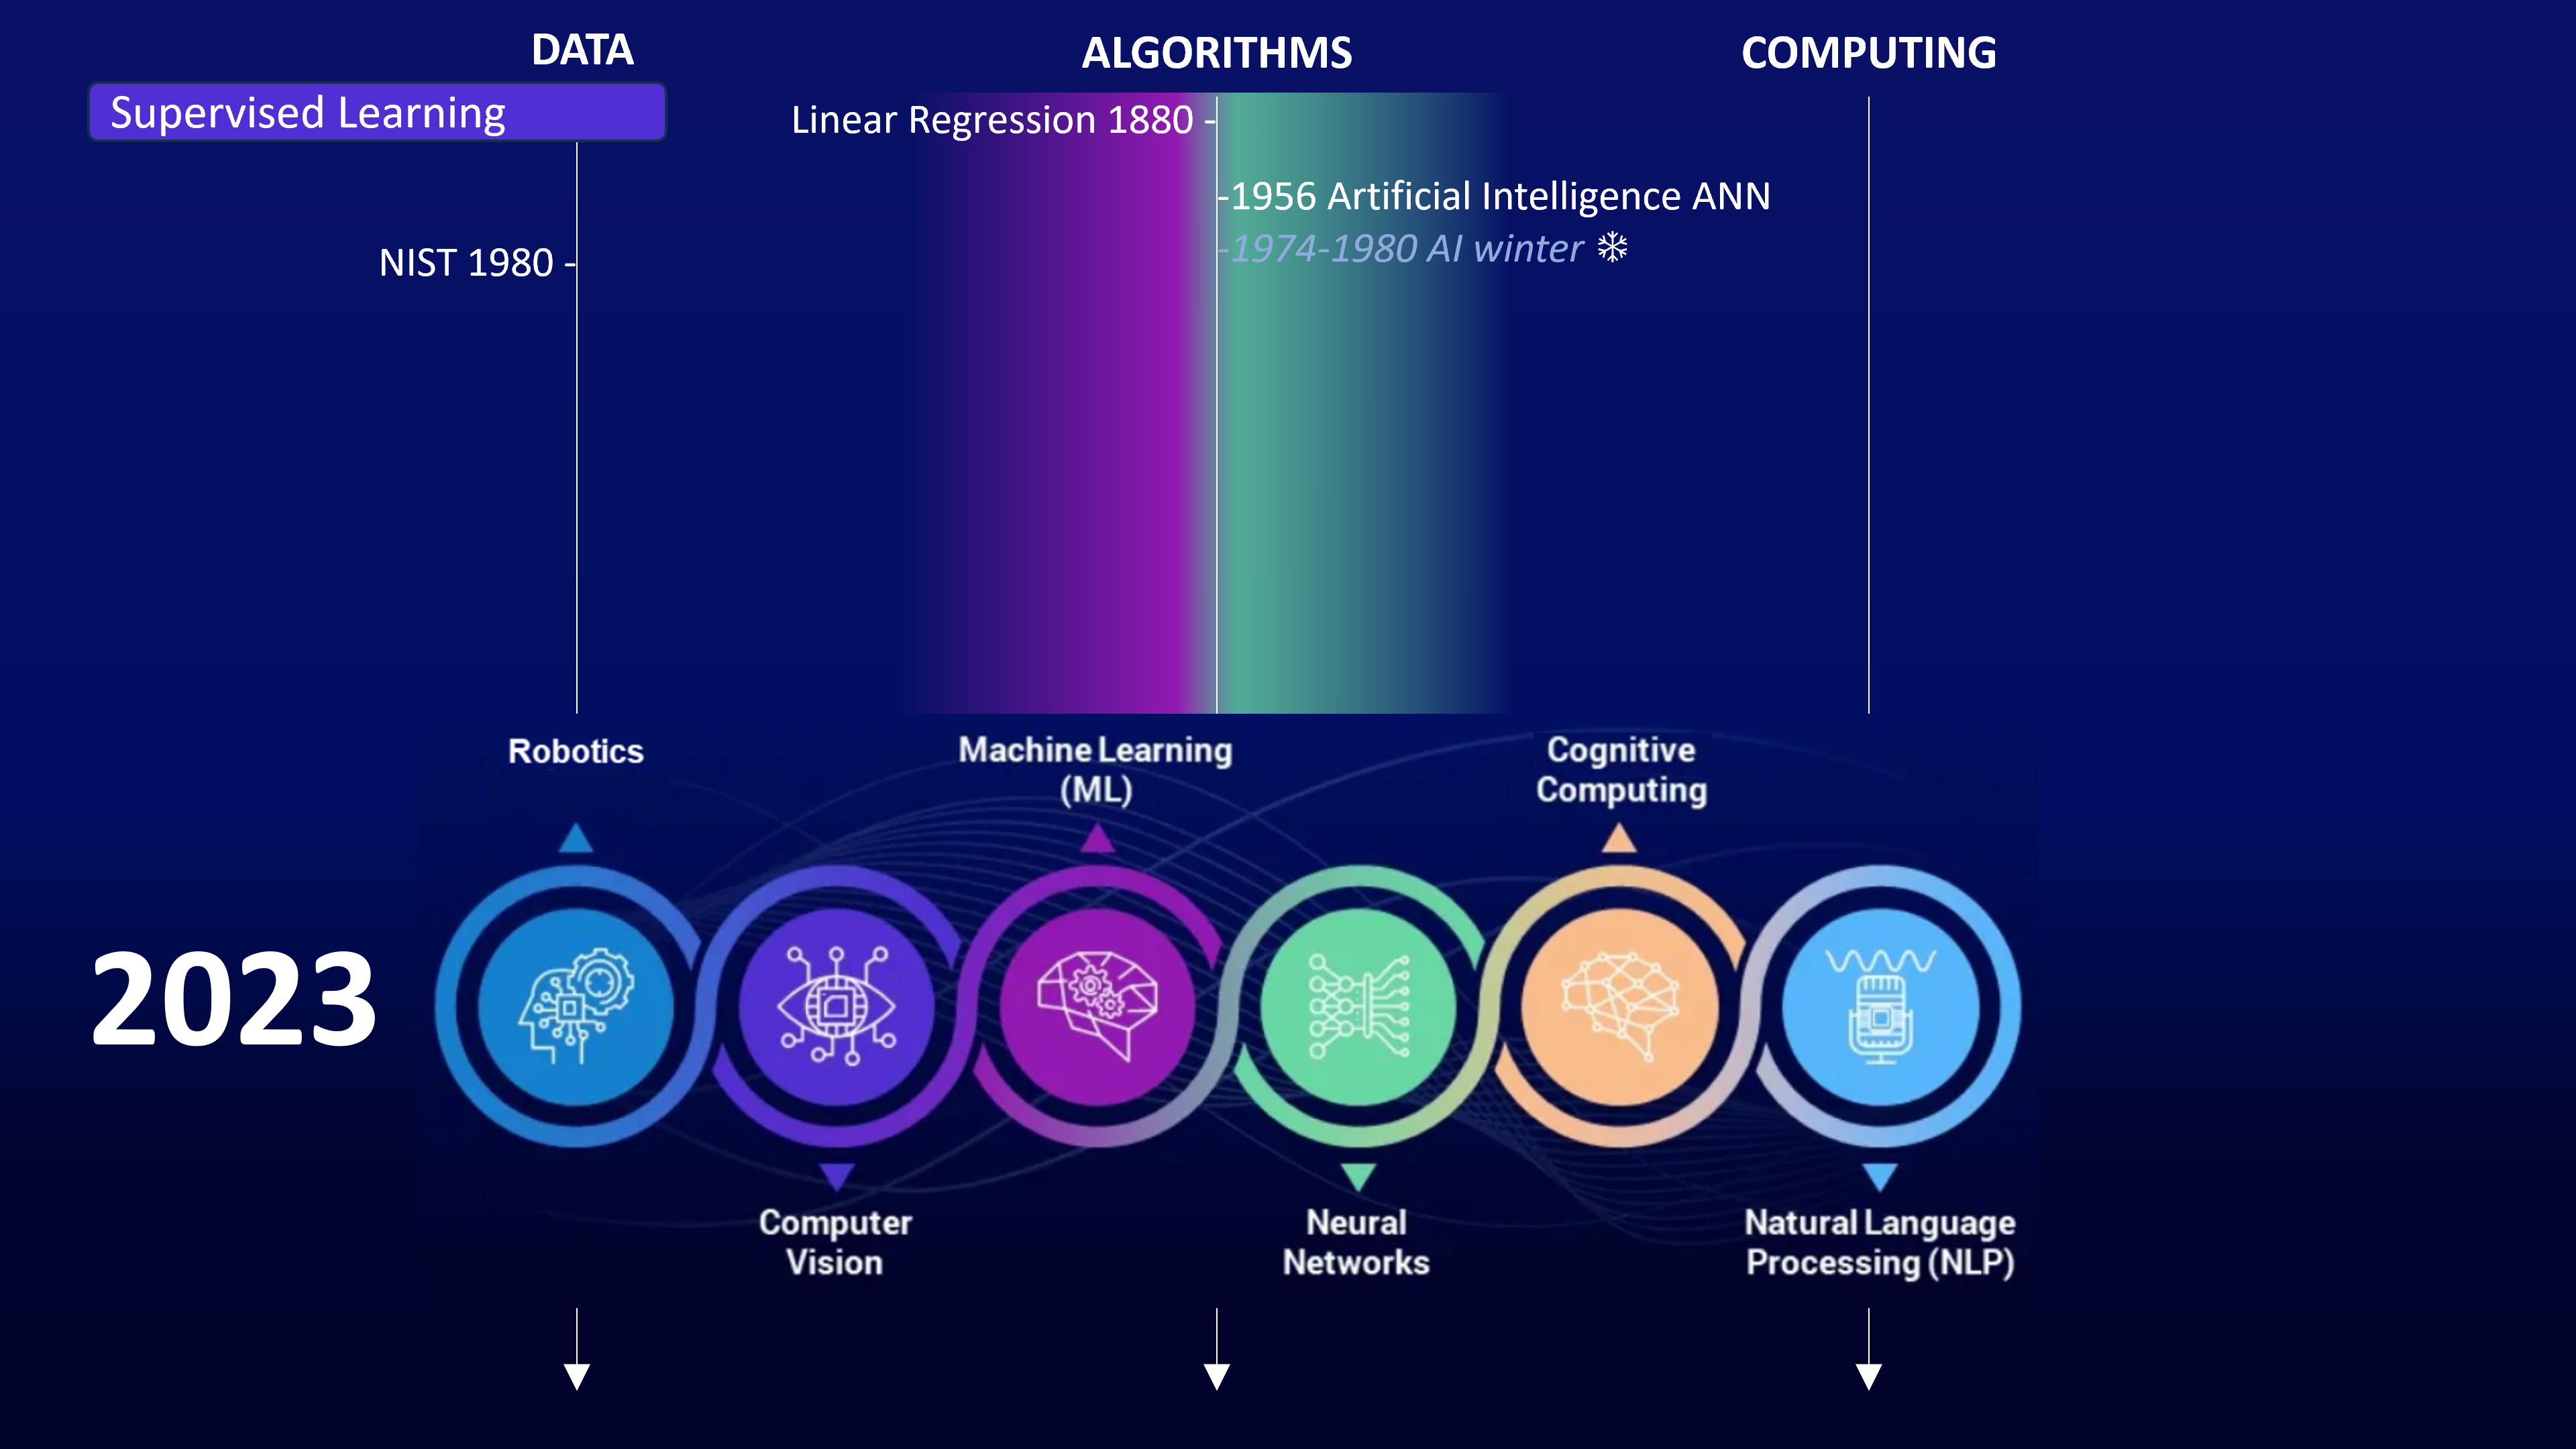 DATA
ALGORITHMS
COMPUTING
Supervised Learning
Linear Regression 1880 -
-1956 Artificial Intelligence ANN
-1974-1980 AI winter ❄
NIST 1980 -
Robotics
Machine Learning
(ML)
Cognitive
Computing
2023
Computer
Vision
Neural
Networks
Natural Language
Processing (NLP)